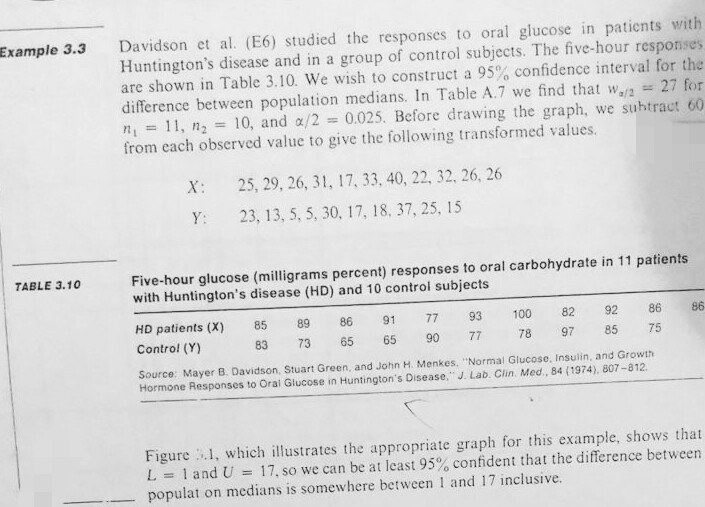 Example 3.3
Davidson et al. (E6) studied the responses to oral glucose in patients with
Huntington's disease and in a group of control subjects. The five-hour responses
are shown in Table 3.10. We wish to construct a 95% confidence interval for the
difference between population medians. In Table A.7 we find that w_{α/2} = 27 for
n₁ = 11, n₂ = 10, and α/2 = 0.025. Before drawing the graph, we subtract 60
from each observed value to give the following transformed values.
X: 25, 29, 26, 31, 17, 33, 40, 22, 32, 26, 26
Y: 23, 13, 5, 5, 30, 17, 18, 37, 25, 15
TABLE 3.10
Five-hour glucose (milligrams percent) responses to oral carbohydrate in 11 patients
with Huntington's disease (HD) and 10 control subjects
HD patients (X) 85 89 86 91 77 93 100 82 92 86 86
Control (Y) 83 73 65 65 90 77 78 97 85 75
Source: Mayer B. Davidson, Stuart Green, and John H. Menkes, "Normal Glucose, Insulin, and Growth
Hormone Responses to Oral Glucose in Huntington's Disease," J. Lab. Clin. Med., 84 (1974), 807–812.
Figure 3.1, which illustrates the appropriate graph for this example, shows that
L = 1 and U = 17, so we can be at least 95% confident that the difference between
populat on medians is somewhere between 1 and 17 inclusive.